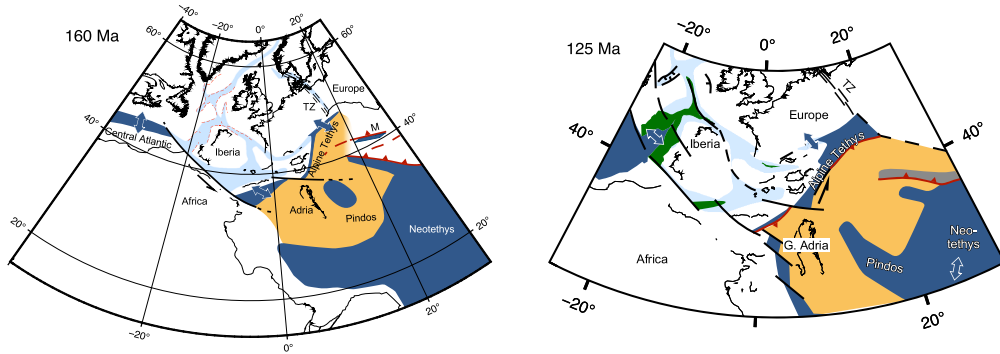 160 Ma
−40°
−20°
0°
20°
60°
60°
Europe
TZ
40°
M
40°
Central Atlantic
Iberia
Alpine Tethys
Africa
Adria
Pindos
Neotethys
20°
20°
−20°
0°
125 Ma
−20°
0°
20°
TZ
Europe
40°
40°
Iberia
Alpine Tethys
G. Adria
Neo-
tethys
Africa
Pindos
−20°
20°